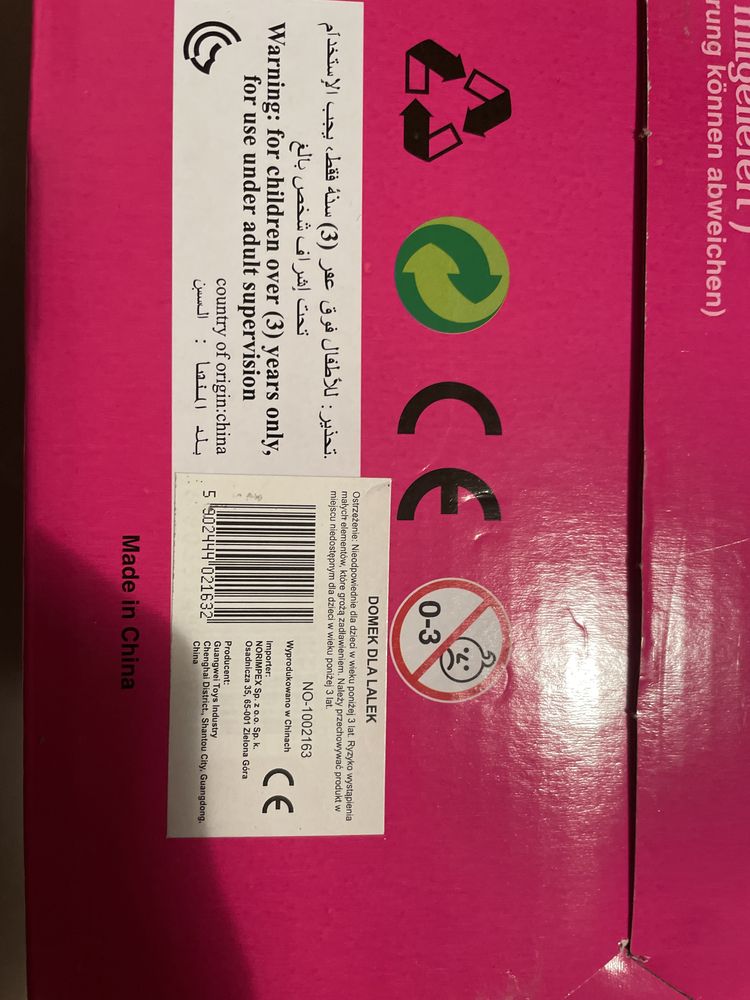 mitgeliefert )
rung können abweichen)
تحذير: للأطفال فوق عمر (3) سنة فقط، يجب الإستخدام
تحت إشراف شخص بالغ
Warning: for children over (3) years only,
for use under adult supervision
country of origin:china
بلد المنشأ : الصين
CE
0-3
DOMEK DLA LALEK
Ostrzeżenie: Nieodpowiednie dla dzieci w wieku poniżej 3 lat. Ryzyko wystąpienia
małych elementów, które grożą zadławieniem. Należy przechowywać produkt w
miejscu niedostępnym dla dzieci w wieku poniżej 3 lat.
NO-1002163
Wyprodukowano w Chinach
CE
Importer:
NORIMPEX Sp. z o.o. Sp. k.
Osadnicza 35, 65-001 Zielona Góra
Producent:
Guangwei Toys Industry
Chenghai District., Shantou City, Guangdong,
China
5 902444 021632
Made in China